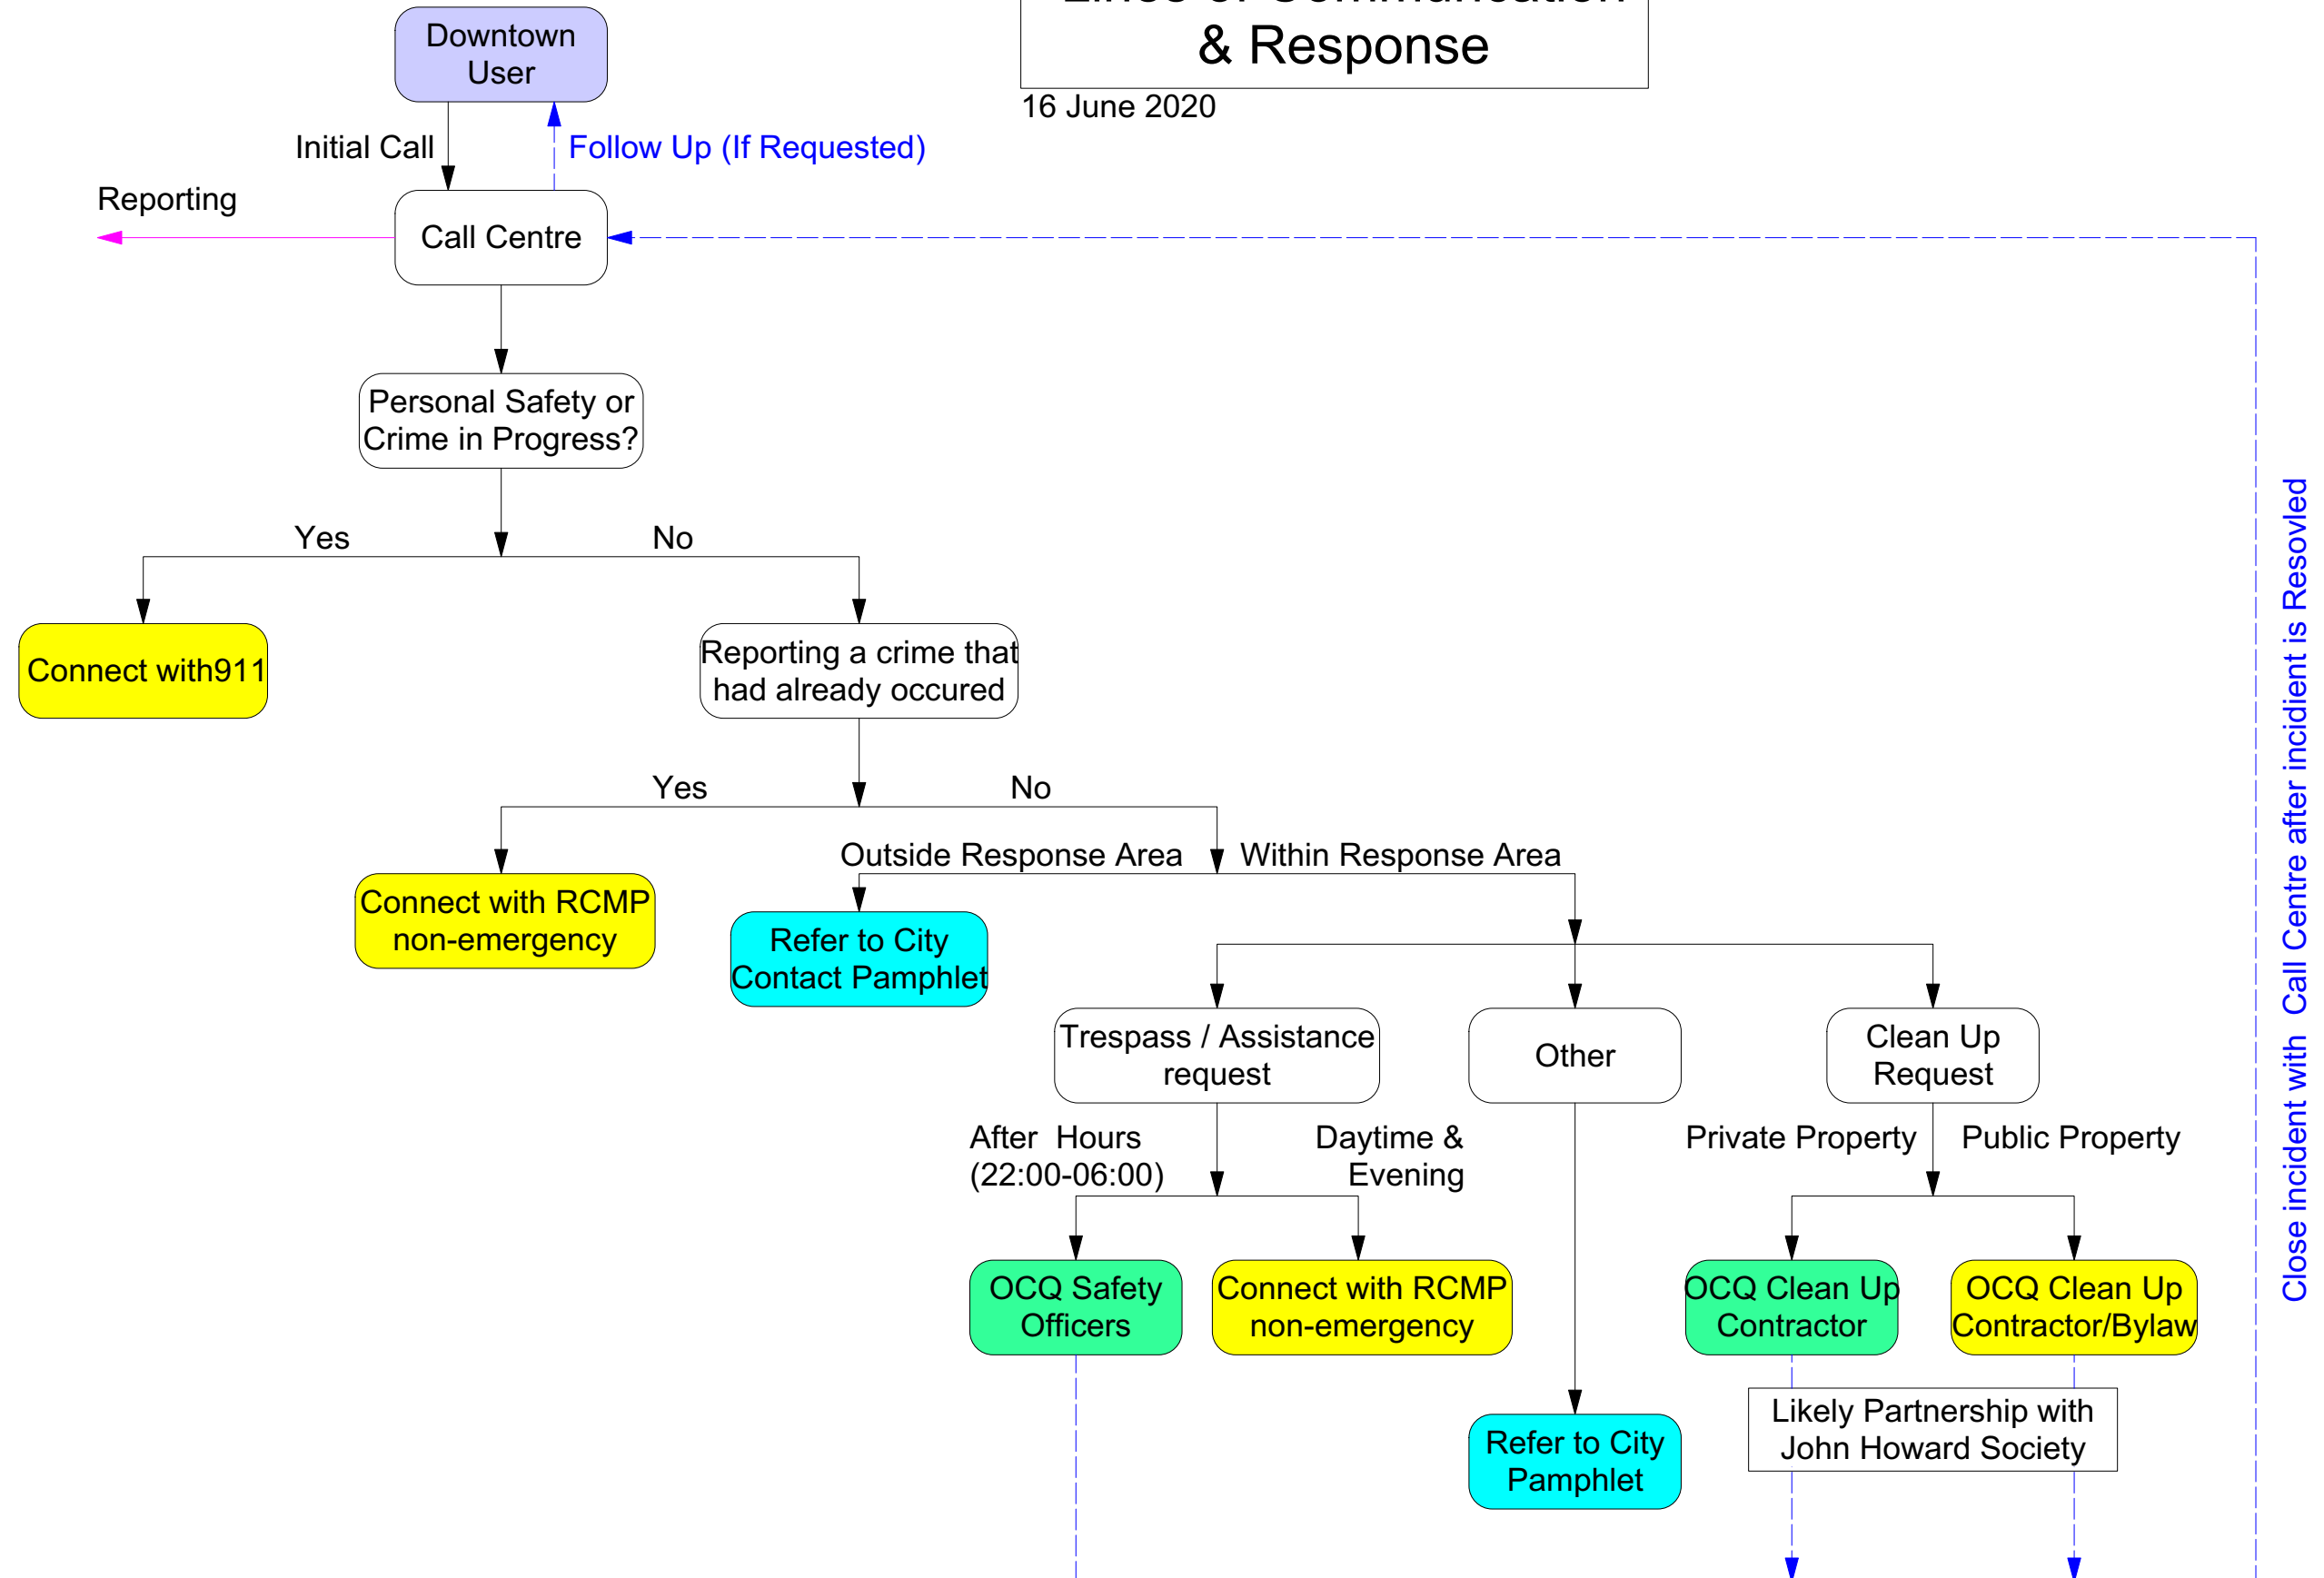 Lines of Communication
& Response
16 June 2020
Downtown
User
Initial Call
Follow Up (If Requested)
Reporting
Call Centre
Personal Safety or
Crime in Progress?
Yes
No
Connect with911
Reporting a crime that
had already occured
Yes
No
Outside Response Area
Within Response Area
Connect with RCMP
non-emergency
Refer to City
Contact Pamphlet
Trespass / Assistance
request
Other
Clean Up
Request
After  Hours
(22:00-06:00)
Daytime &
Evening
Private Property
Public Property
OCQ Safety
Officers
Connect with RCMP
non-emergency
OCQ Clean Up
Contractor
OCQ Clean Up
Contractor/Bylaw
Likely Partnership with
John Howard Society
Refer to City
Pamphlet
Close incident with  Call Centre after incidient is Resovled